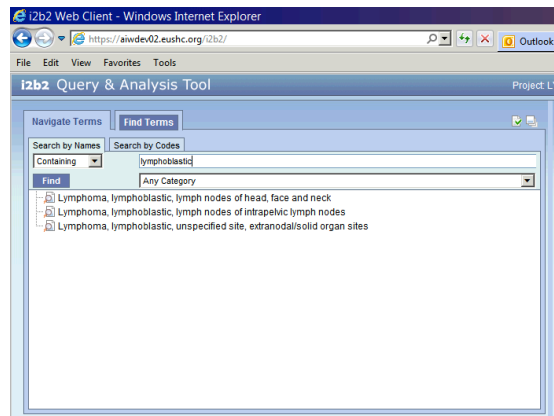 i2b2 Web Client - Windows Internet Explorer
https://aiwdev02.eushc.org/i2b2/
Outlook
File Edit View Favorites Tools
i2b2 Query & Analysis Tool
Project L
Navigate Terms Find Terms
Search by Names Search by Codes
Containing lymphoblastic
Find Any Category
Lymphoma, lymphoblastic, lymph nodes of head, face and neck
Lymphoma, lymphoblastic, lymph nodes of intrapelvic lymph nodes
Lymphoma, lymphoblastic, unspecified site, extranodal/solid organ sites